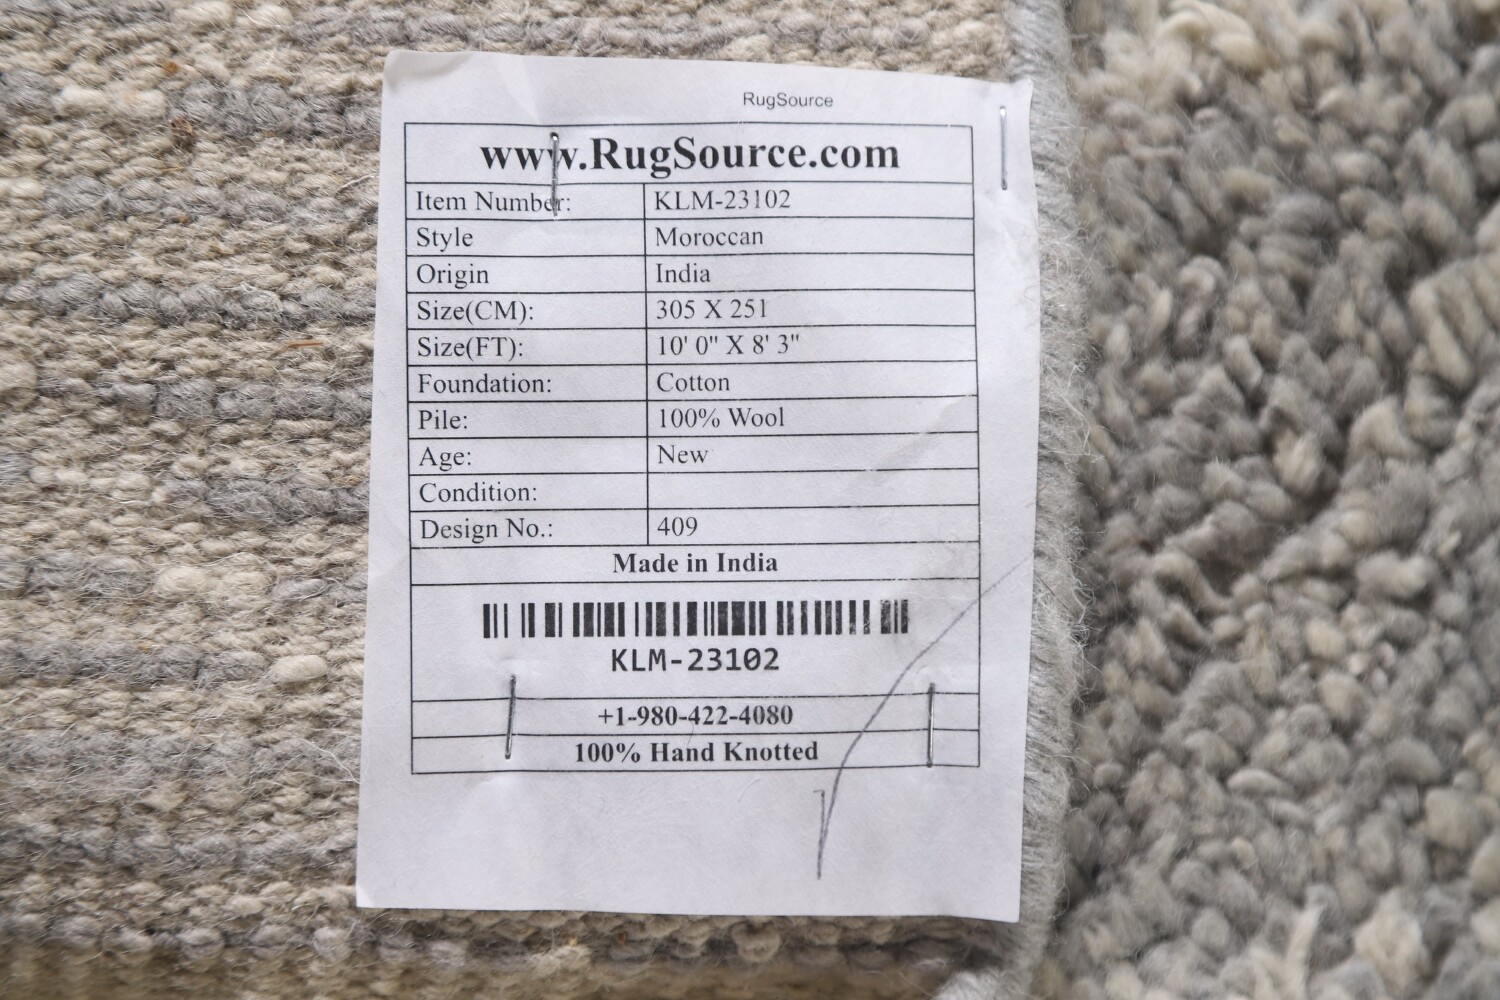 RugSource
www.RugSource.com
Item Number: KLM-23102
Style Moroccan
Origin India
Size(CM): 305 X 251
Size(FT): 10' 0" X 8' 3"
Foundation: Cotton
Pile: 100% Wool
Age: New
Condition:
Design No.: 409
Made in India
KLM-23102
+1-980-422-4080
100% Hand Knotted